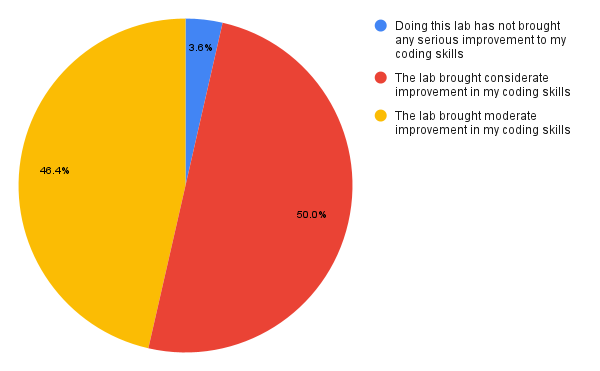 Doing this lab has not brought
any serious improvement to my
coding skills
The lab brought considerate
improvement in my coding skills
The lab brought moderate
improvement in my coding skills
3.6%
46.4%
50.0%